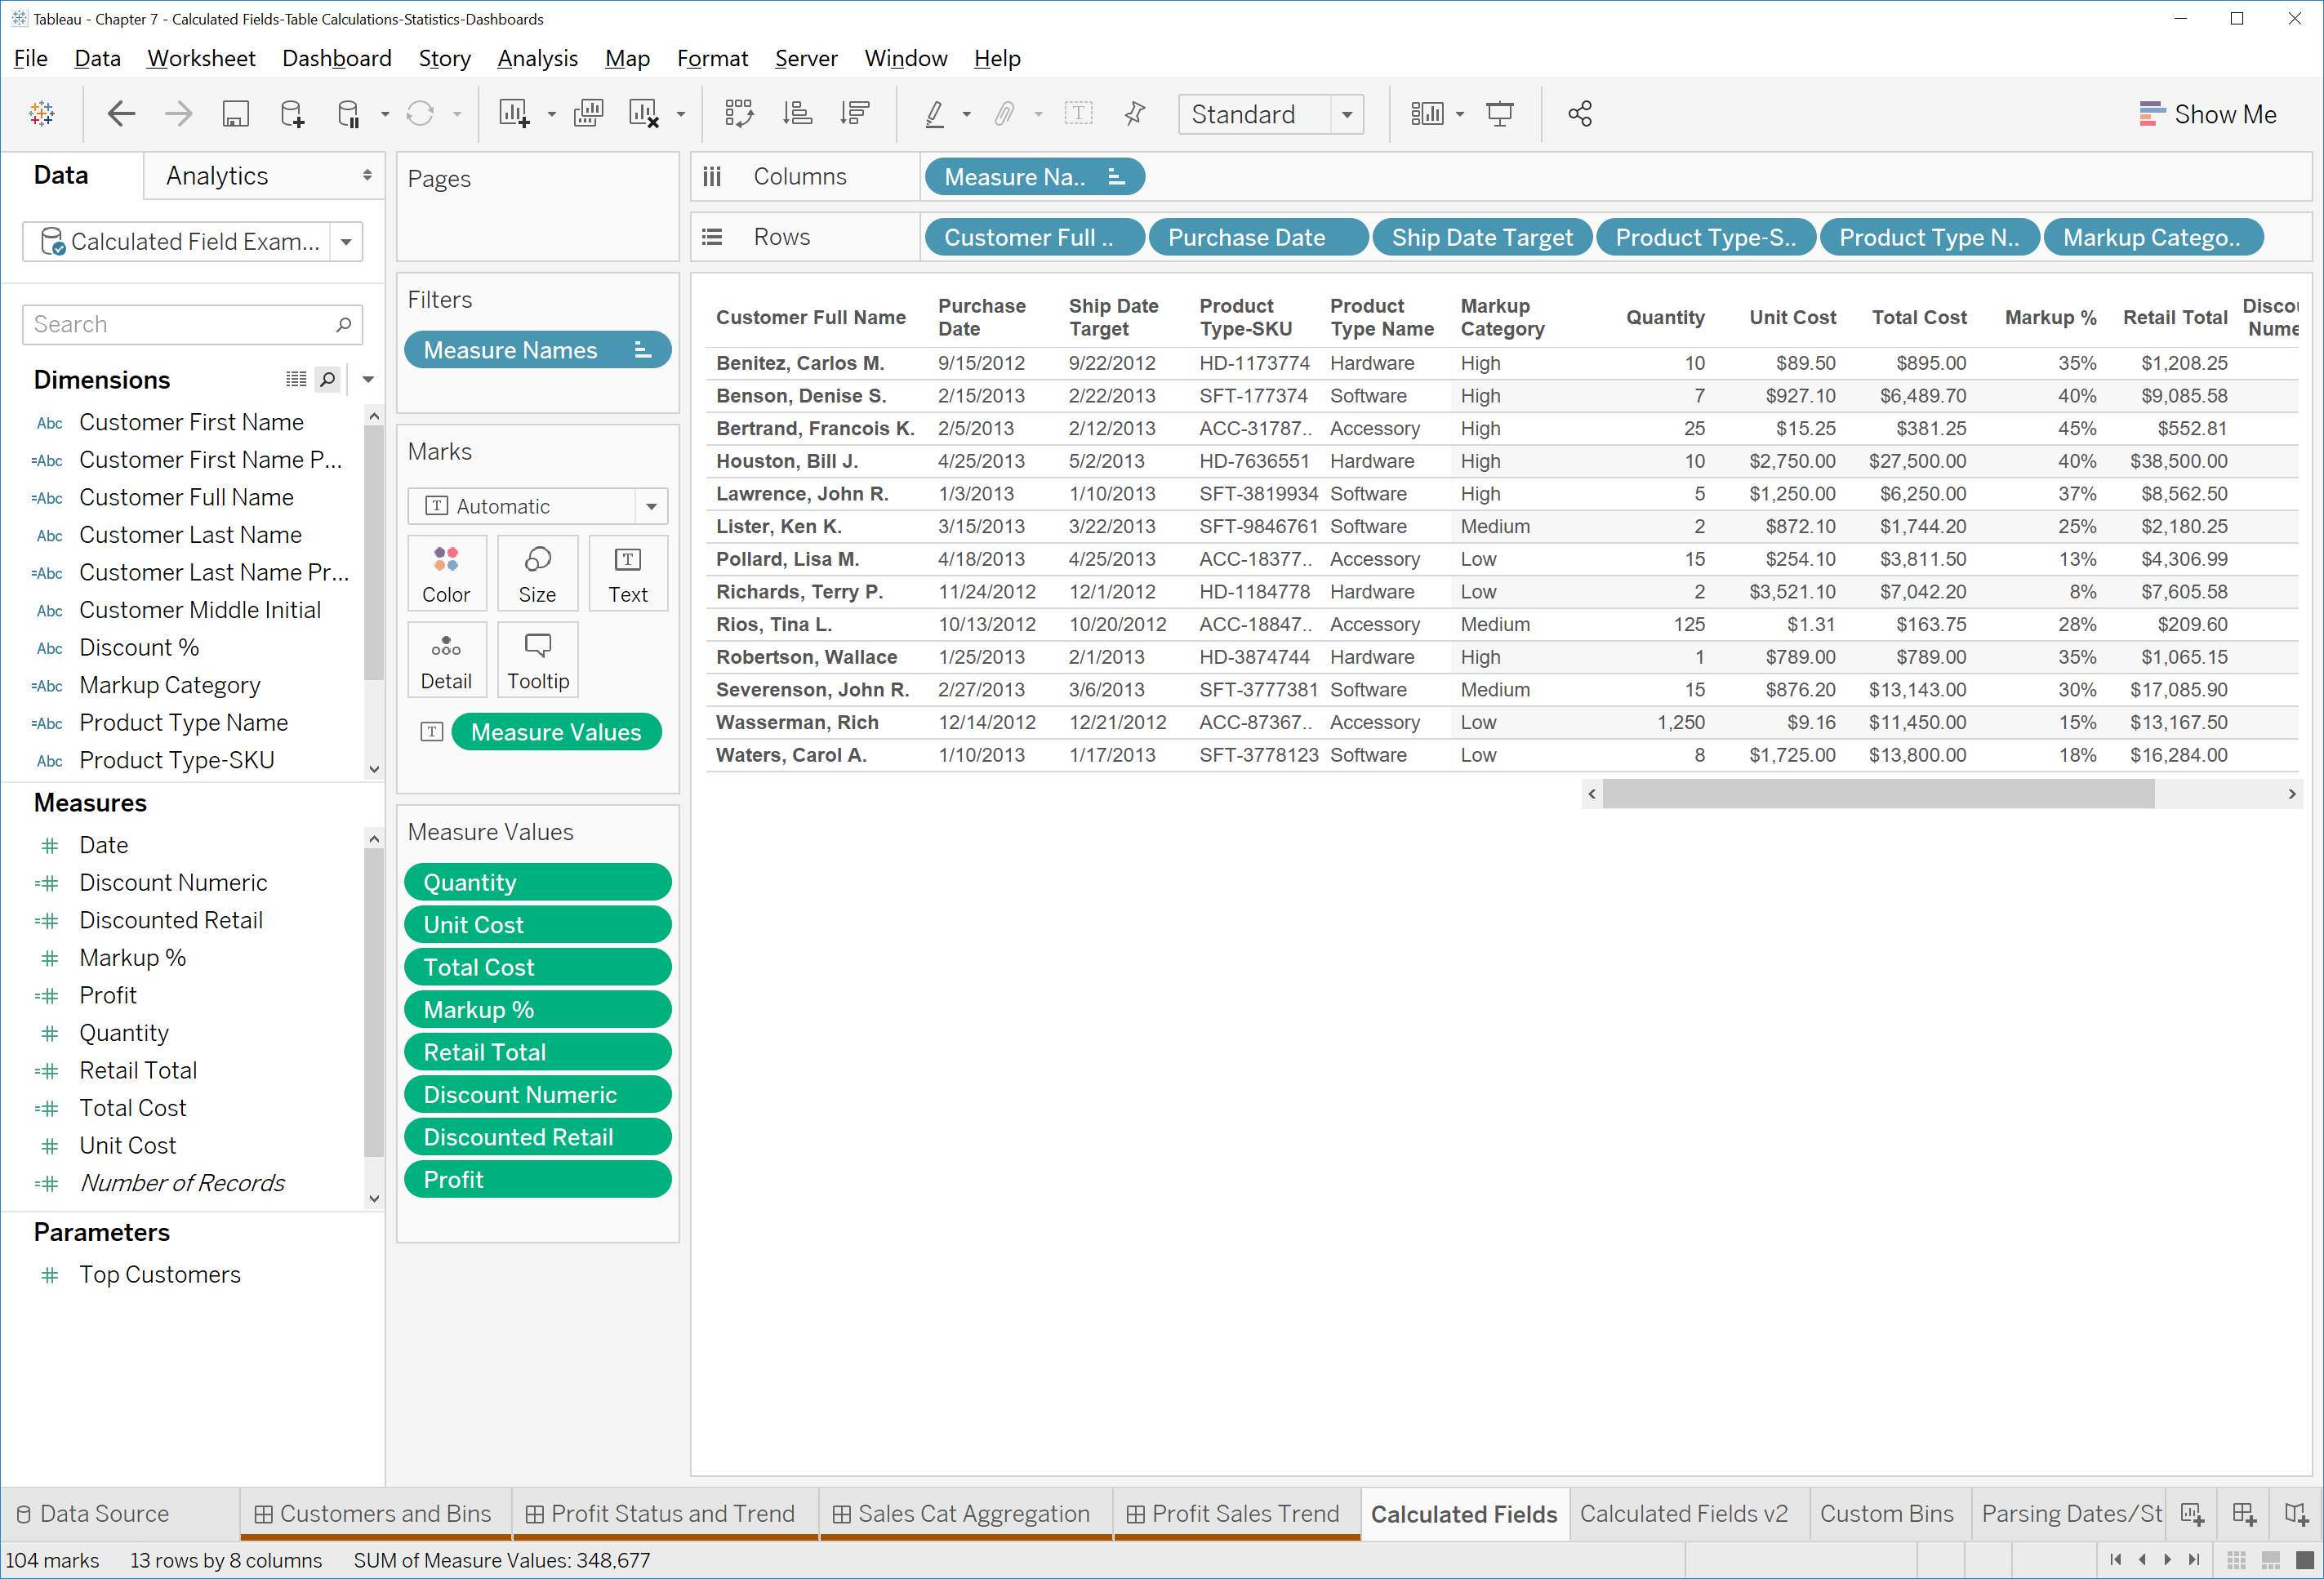 Tableau - Chapter 7 - Calculated Fields-Table Calculations-Statistics-Dashboards
File Data Worksheet Dashboard Story Analysis Map Format Server Window Help
Standard
Show Me
Data Analytics
Calculated Field Exam...
Search
Dimensions
Abc Customer First Name
=Abc Customer First Name P...
=Abc Customer Full Name
Abc Customer Last Name
=Abc Customer Last Name Pr...
Abc Customer Middle Initial
Abc Discount %
=Abc Markup Category
=Abc Product Type Name
Abc Product Type-SKU
Measures
# Date
=# Discount Numeric
=# Discounted Retail
# Markup %
=# Profit
# Quantity
=# Retail Total
=# Total Cost
# Unit Cost
=# Number of Records
Parameters
# Top Customers
Pages
Filters
Measure Names
Marks
T Automatic
Color Size T Text
Detail Tooltip
T Measure Values
Measure Values
Quantity
Unit Cost
Total Cost
Markup %
Retail Total
Discount Numeric
Discounted Retail
Profit
Columns Measure Na..
Rows Customer Full .. Purchase Date Ship Date Target Product Type-S.. Product Type N.. Markup Catego..
Customer Full Name Purchase Date Ship Date Target Product Type-SKU Product Type Name Markup Category Quantity Unit Cost Total Cost Markup % Retail Total
Benitez, Carlos M. 9/15/2012 9/22/2012 HD-1173774 Hardware High 10 $89.50 $895.00 35% $1,208.25
Benson, Denise S. 2/15/2013 2/22/2013 SFT-177374 Software High 7 $927.10 $6,489.70 40% $9,085.58
Bertrand, Francois K. 2/5/2013 2/12/2013 ACC-31787.. Accessory High 25 $15.25 $381.25 45% $552.81
Houston, Bill J. 4/25/2013 5/2/2013 HD-7636551 Hardware High 10 $2,750.00 $27,500.00 40% $38,500.00
Lawrence, John R. 1/3/2013 1/10/2013 SFT-3819934 Software High 5 $1,250.00 $6,250.00 37% $8,562.50
Lister, Ken K. 3/15/2013 3/22/2013 SFT-9846761 Software Medium 2 $872.10 $1,744.20 25% $2,180.25
Pollard, Lisa M. 4/18/2013 4/25/2013 ACC-18377.. Accessory Low 15 $254.10 $3,811.50 13% $4,306.99
Richards, Terry P. 11/24/2012 12/1/2012 HD-1184778 Hardware Low 2 $3,521.10 $7,042.20 8% $7,605.58
Rios, Tina L. 10/13/2012 10/20/2012 ACC-18847.. Accessory Medium 125 $1.31 $163.75 28% $209.60
Robertson, Wallace 1/25/2013 2/1/2013 HD-3874744 Hardware High 1 $789.00 $789.00 35% $1,065.15
Severenson, John R. 2/27/2013 3/6/2013 SFT-3777381 Software Medium 15 $876.20 $13,143.00 30% $17,085.90
Wasserman, Rich 12/14/2012 12/21/2012 ACC-87367.. Accessory Low 1,250 $9.16 $11,450.00 15% $13,167.50
Waters, Carol A. 1/10/2013 1/17/2013 SFT-3778123 Software Low 8 $1,725.00 $13,800.00 18% $16,284.00
Data Source Customers and Bins Profit Status and Trend Sales Cat Aggregation Profit Sales Trend Calculated Fields Calculated Fields v2 Custom Bins Parsing Dates/St
104 marks 13 rows by 8 columns SUM of Measure Values: 348,677